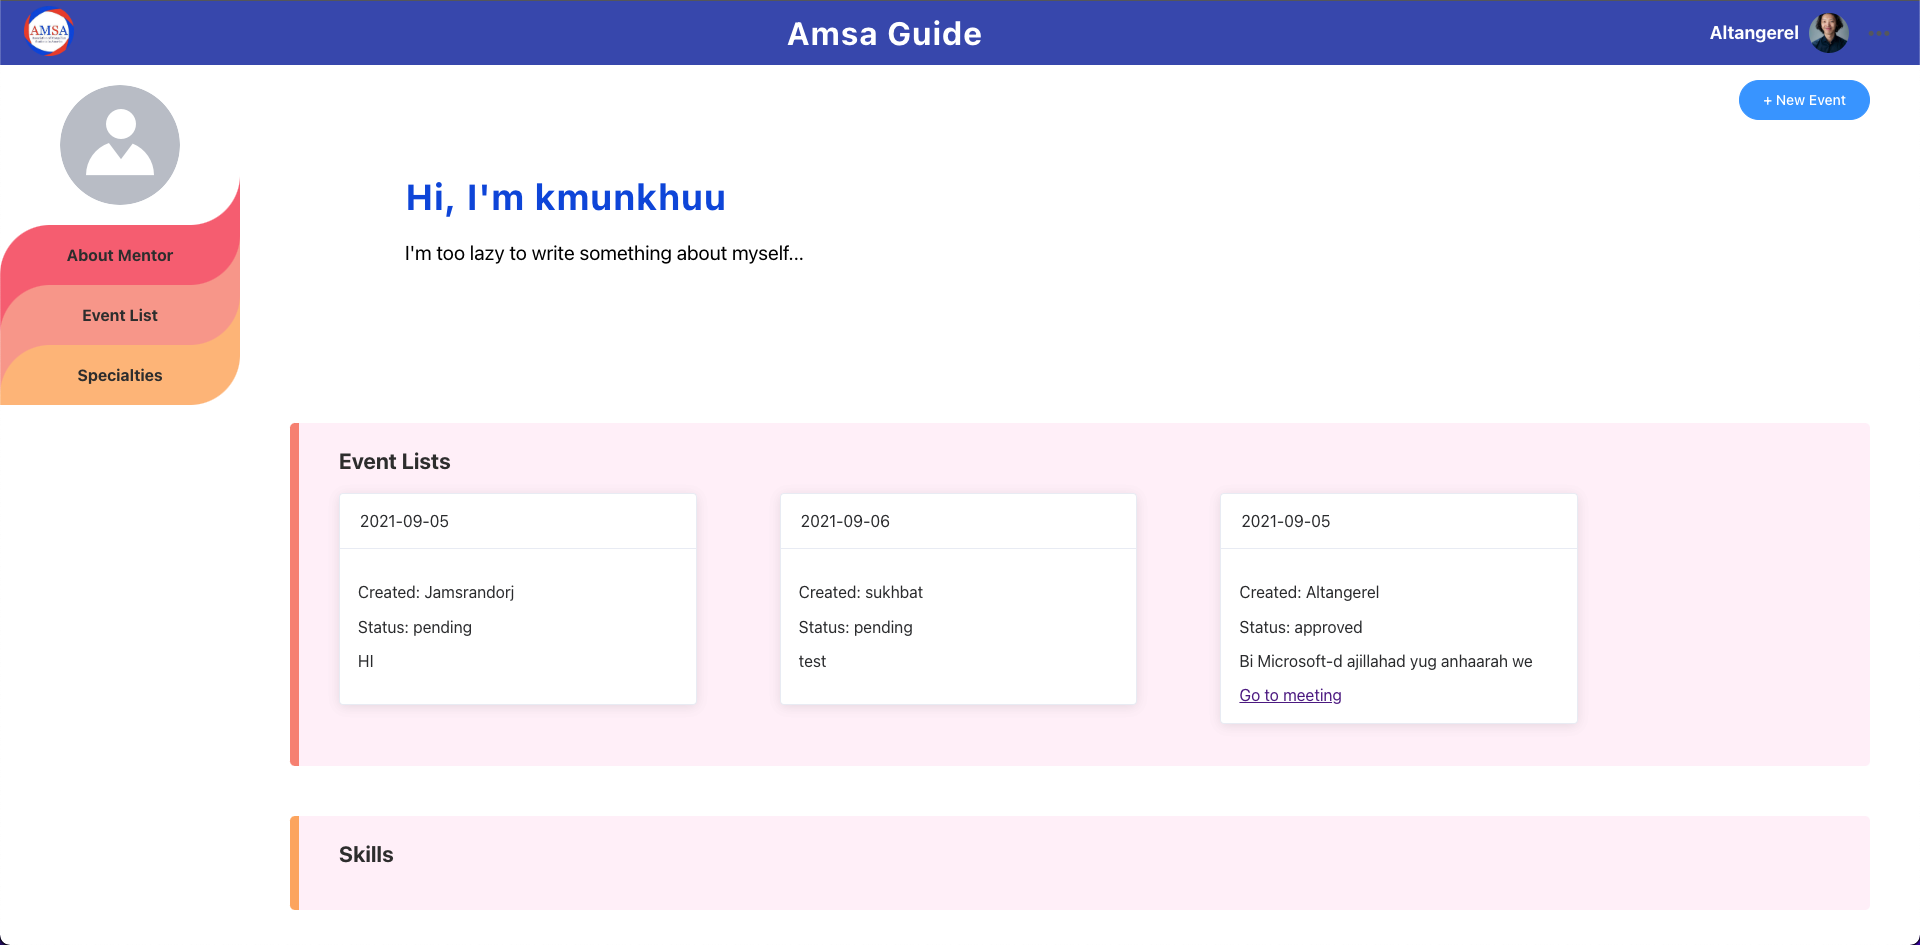 AMSA
Amsa Guide
Altangerel
+ New Event
Hi, I'm kmunkhuu
I'm too lazy to write something about myself...
About Mentor
Event List
Specialties
Event Lists
2021-09-05
Created: Jamsrandorj
Status: pending
HI
2021-09-06
Created: sukhbat
Status: pending
test
2021-09-05
Created: Altangerel
Status: approved
Bi Microsoft-d ajillahad yug anhaarah we
Go to meeting
Skills